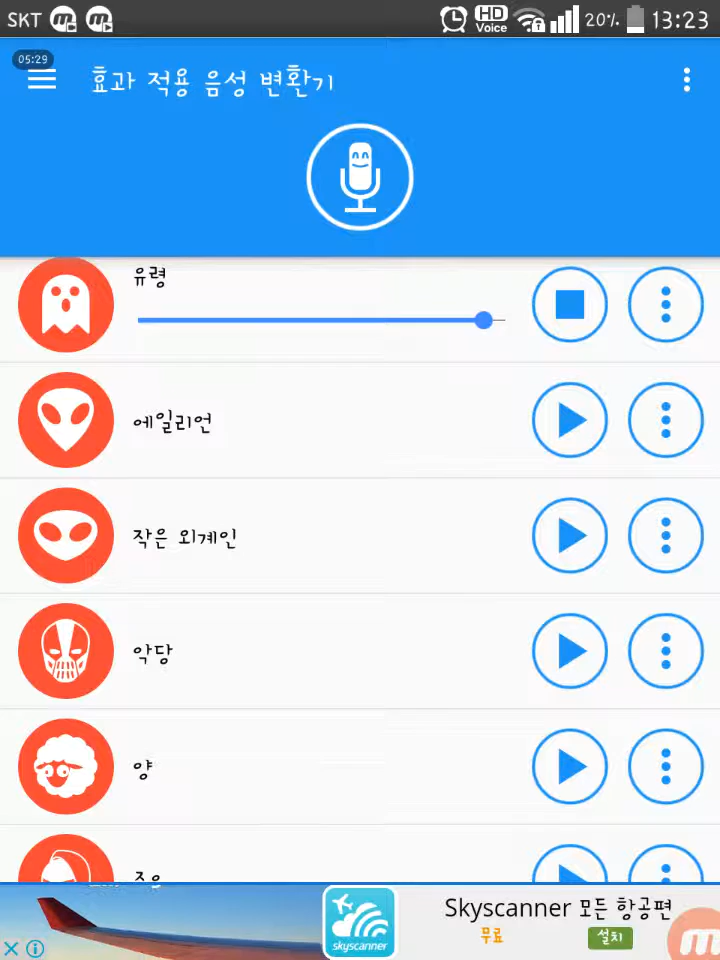 SKT
HD Voice
20% 13:23
05:29
효과 적용 음성 변환기
유령
에일리언
작은 외계인
악당
양
Skyscanner 모든 항공편
무료
설치
skyscanner